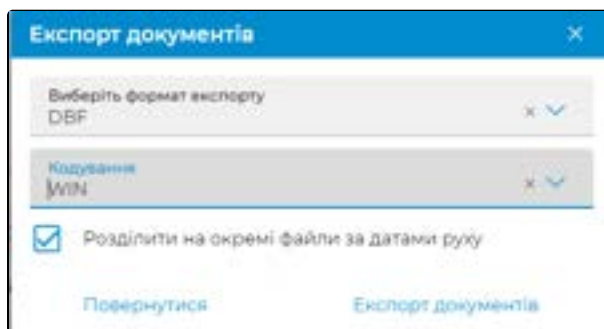 Експорт документів
Виберіть формат експорту
DBF
Кодування
WIN
Розділити на окремі файли за датами руху
Повернутися Експорт документів